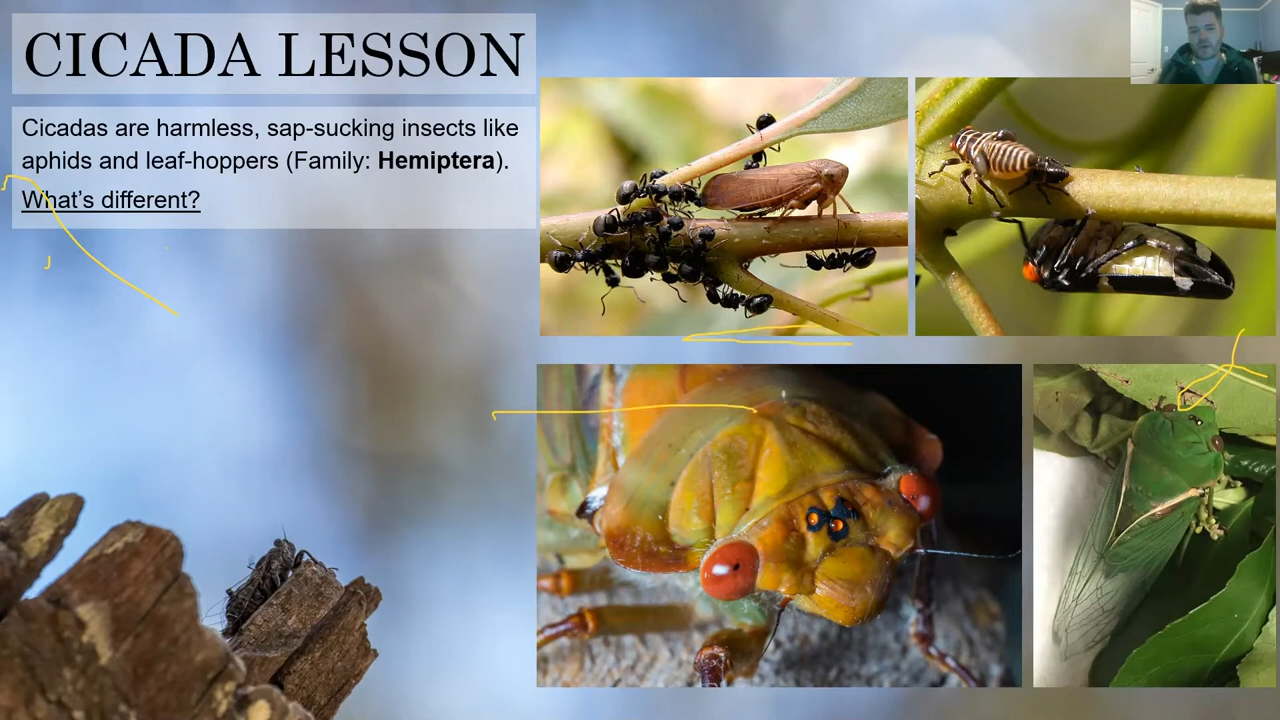 CICADA LESSON
Cicadas are harmless, sap-sucking insects like
aphids and leaf-hoppers (Family: Hemiptera).
What's different?